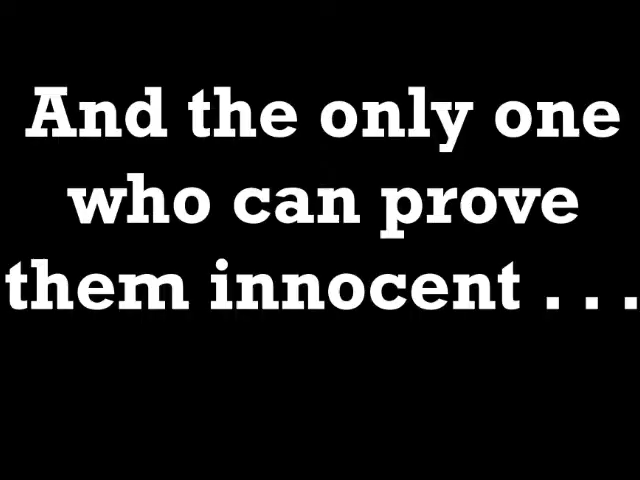 And the only one
who can prove
them innocent . . .